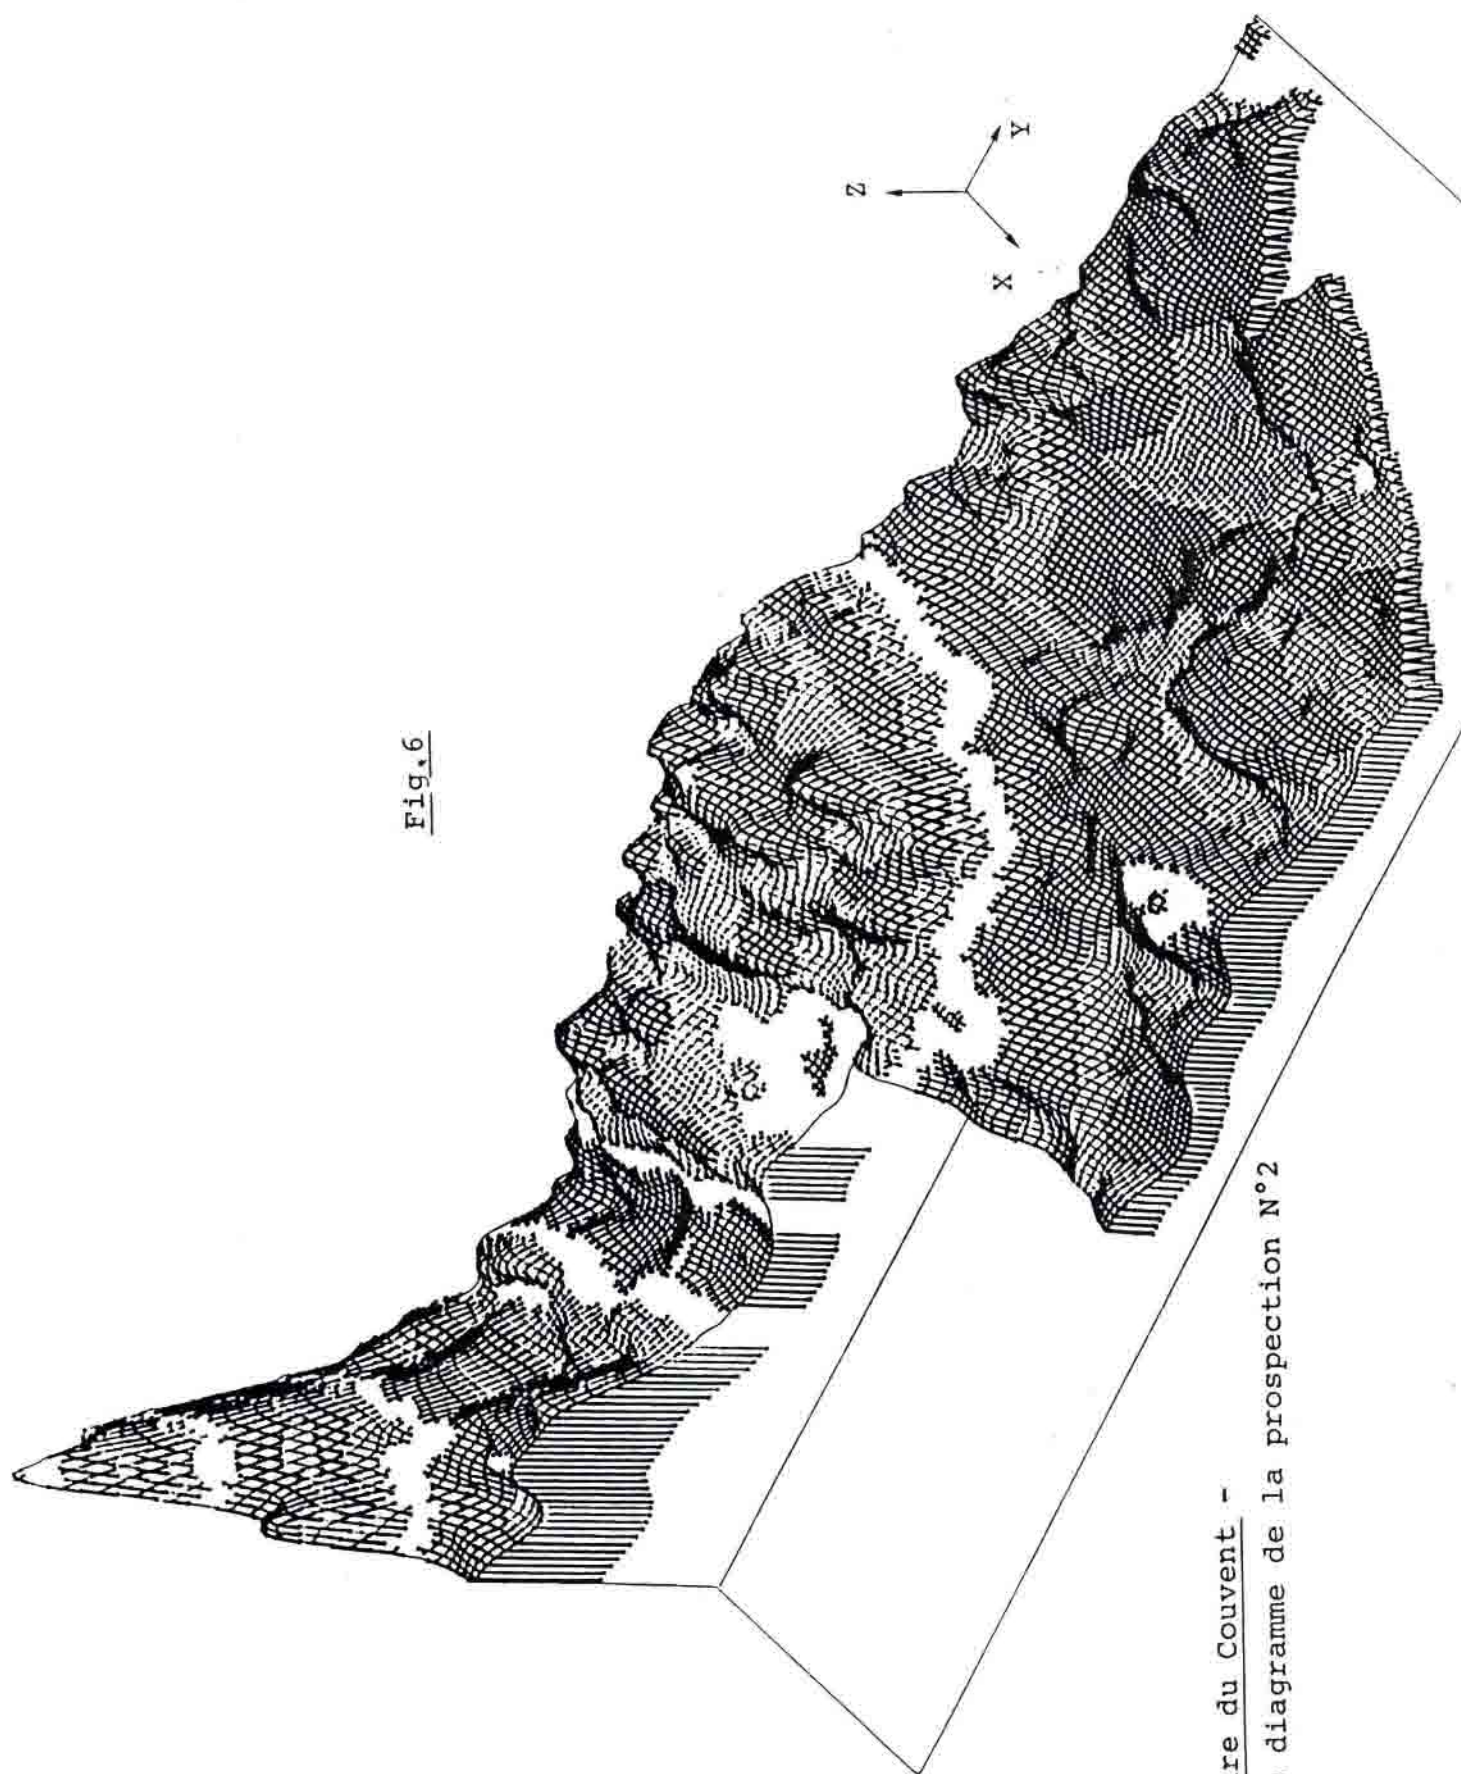 Fig.6
Z
Y
X
re du Couvent -
diagramme de la prospection N°2